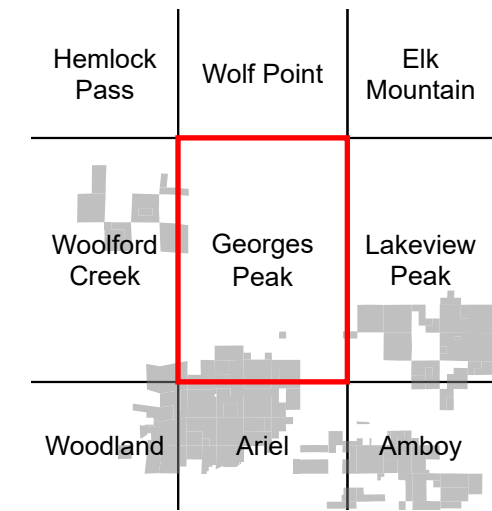 Hemlock
Pass
Wolf Point
Elk
Mountain
Woolford
Creek
Georges
Peak
Lakeview
Peak
Woodland
Ariel
Amboy